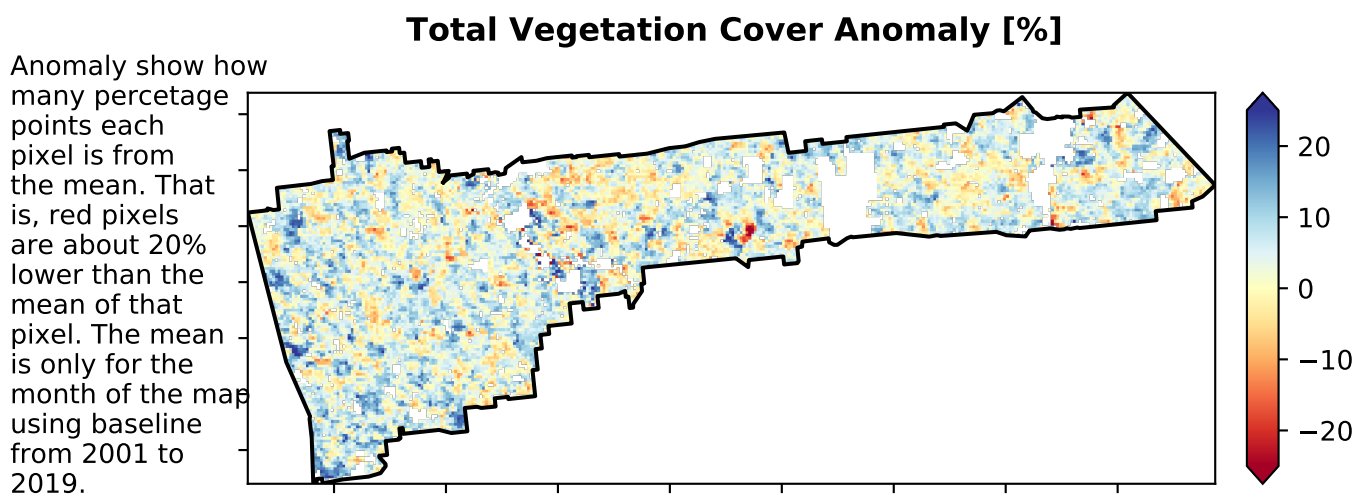 Total Vegetation Cover Anomaly [%]
Anomaly show how
many percetage
points each
pixel is from
the mean. That
is, red pixels
are about 20%
lower than the
mean of that
pixel. The mean
is only for the
month of the map
using baseline
from 2001 to
2019.
20
10
0
−10
−20